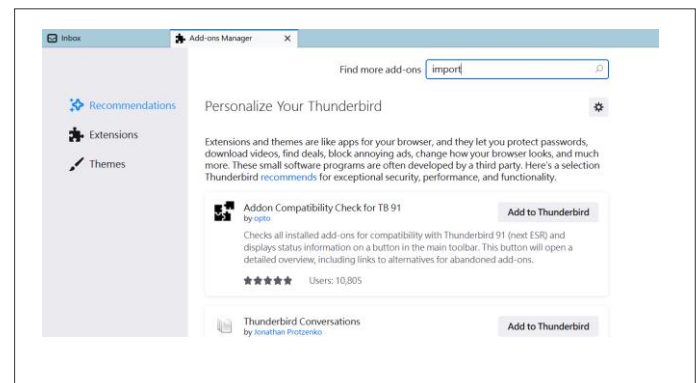 Inbox
Add-ons Manager
Find more add-ons
import
Recommendations
Personalize Your Thunderbird
Extensions
Themes
Extensions and themes are like apps for your browser, and they let you protect passwords,
download videos, find deals, block annoying ads, change how your browser looks, and much
more. These small software programs are often developed by a third party. Here's a selection
Thunderbird recommends for exceptional security, performance, and functionality.
Addon Compatibility Check for TB 91
by opto
Add to Thunderbird
Checks all installed add-ons for compatibility with Thunderbird 91 (next ESR) and
displays status information on a button in the main toolbar. This button will open a
detailed overview, including links to alternatives for abandoned add-ons.
Users: 10,805
Thunderbird Conversations
by Jonathan Protzenko
Add to Thunderbird